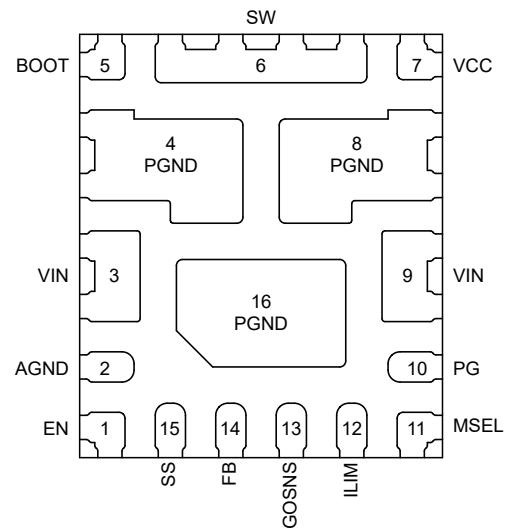 SW
BOOT 5 6 7 VCC
4 PGND
8 PGND
VIN 3 9 VIN
16 PGND
AGND 2 10 PG
EN 1 15 14 13 12 11 MSEL
SS
FB
GOSNS
ILIM